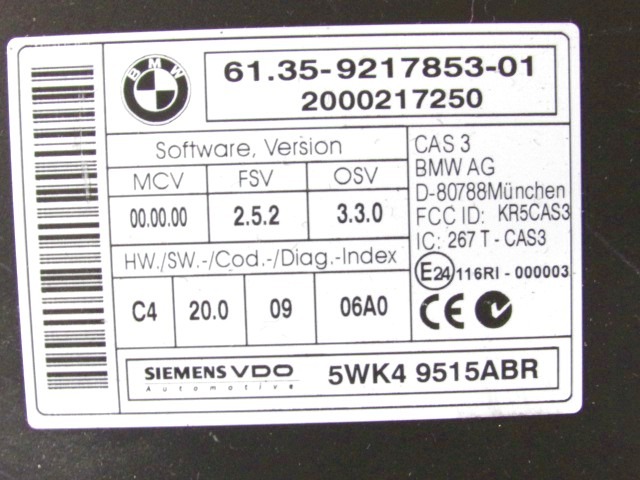 BMW
61.35-9217853-01
2000217250
Software, Version
MCV FSV OSV
00.00.00 2.5.2 3.3.0
HW./SW.-/Cod.-/Diag.-Index
C4 20.0 09 06A0
CAS 3
BMW AG
D-80788München
FCC ID: KR5CAS3
IC: 267 T - CAS3
E24 116RI - 000003
CE
SIEMENS VDO
Automotive
5WK4 9515ABR